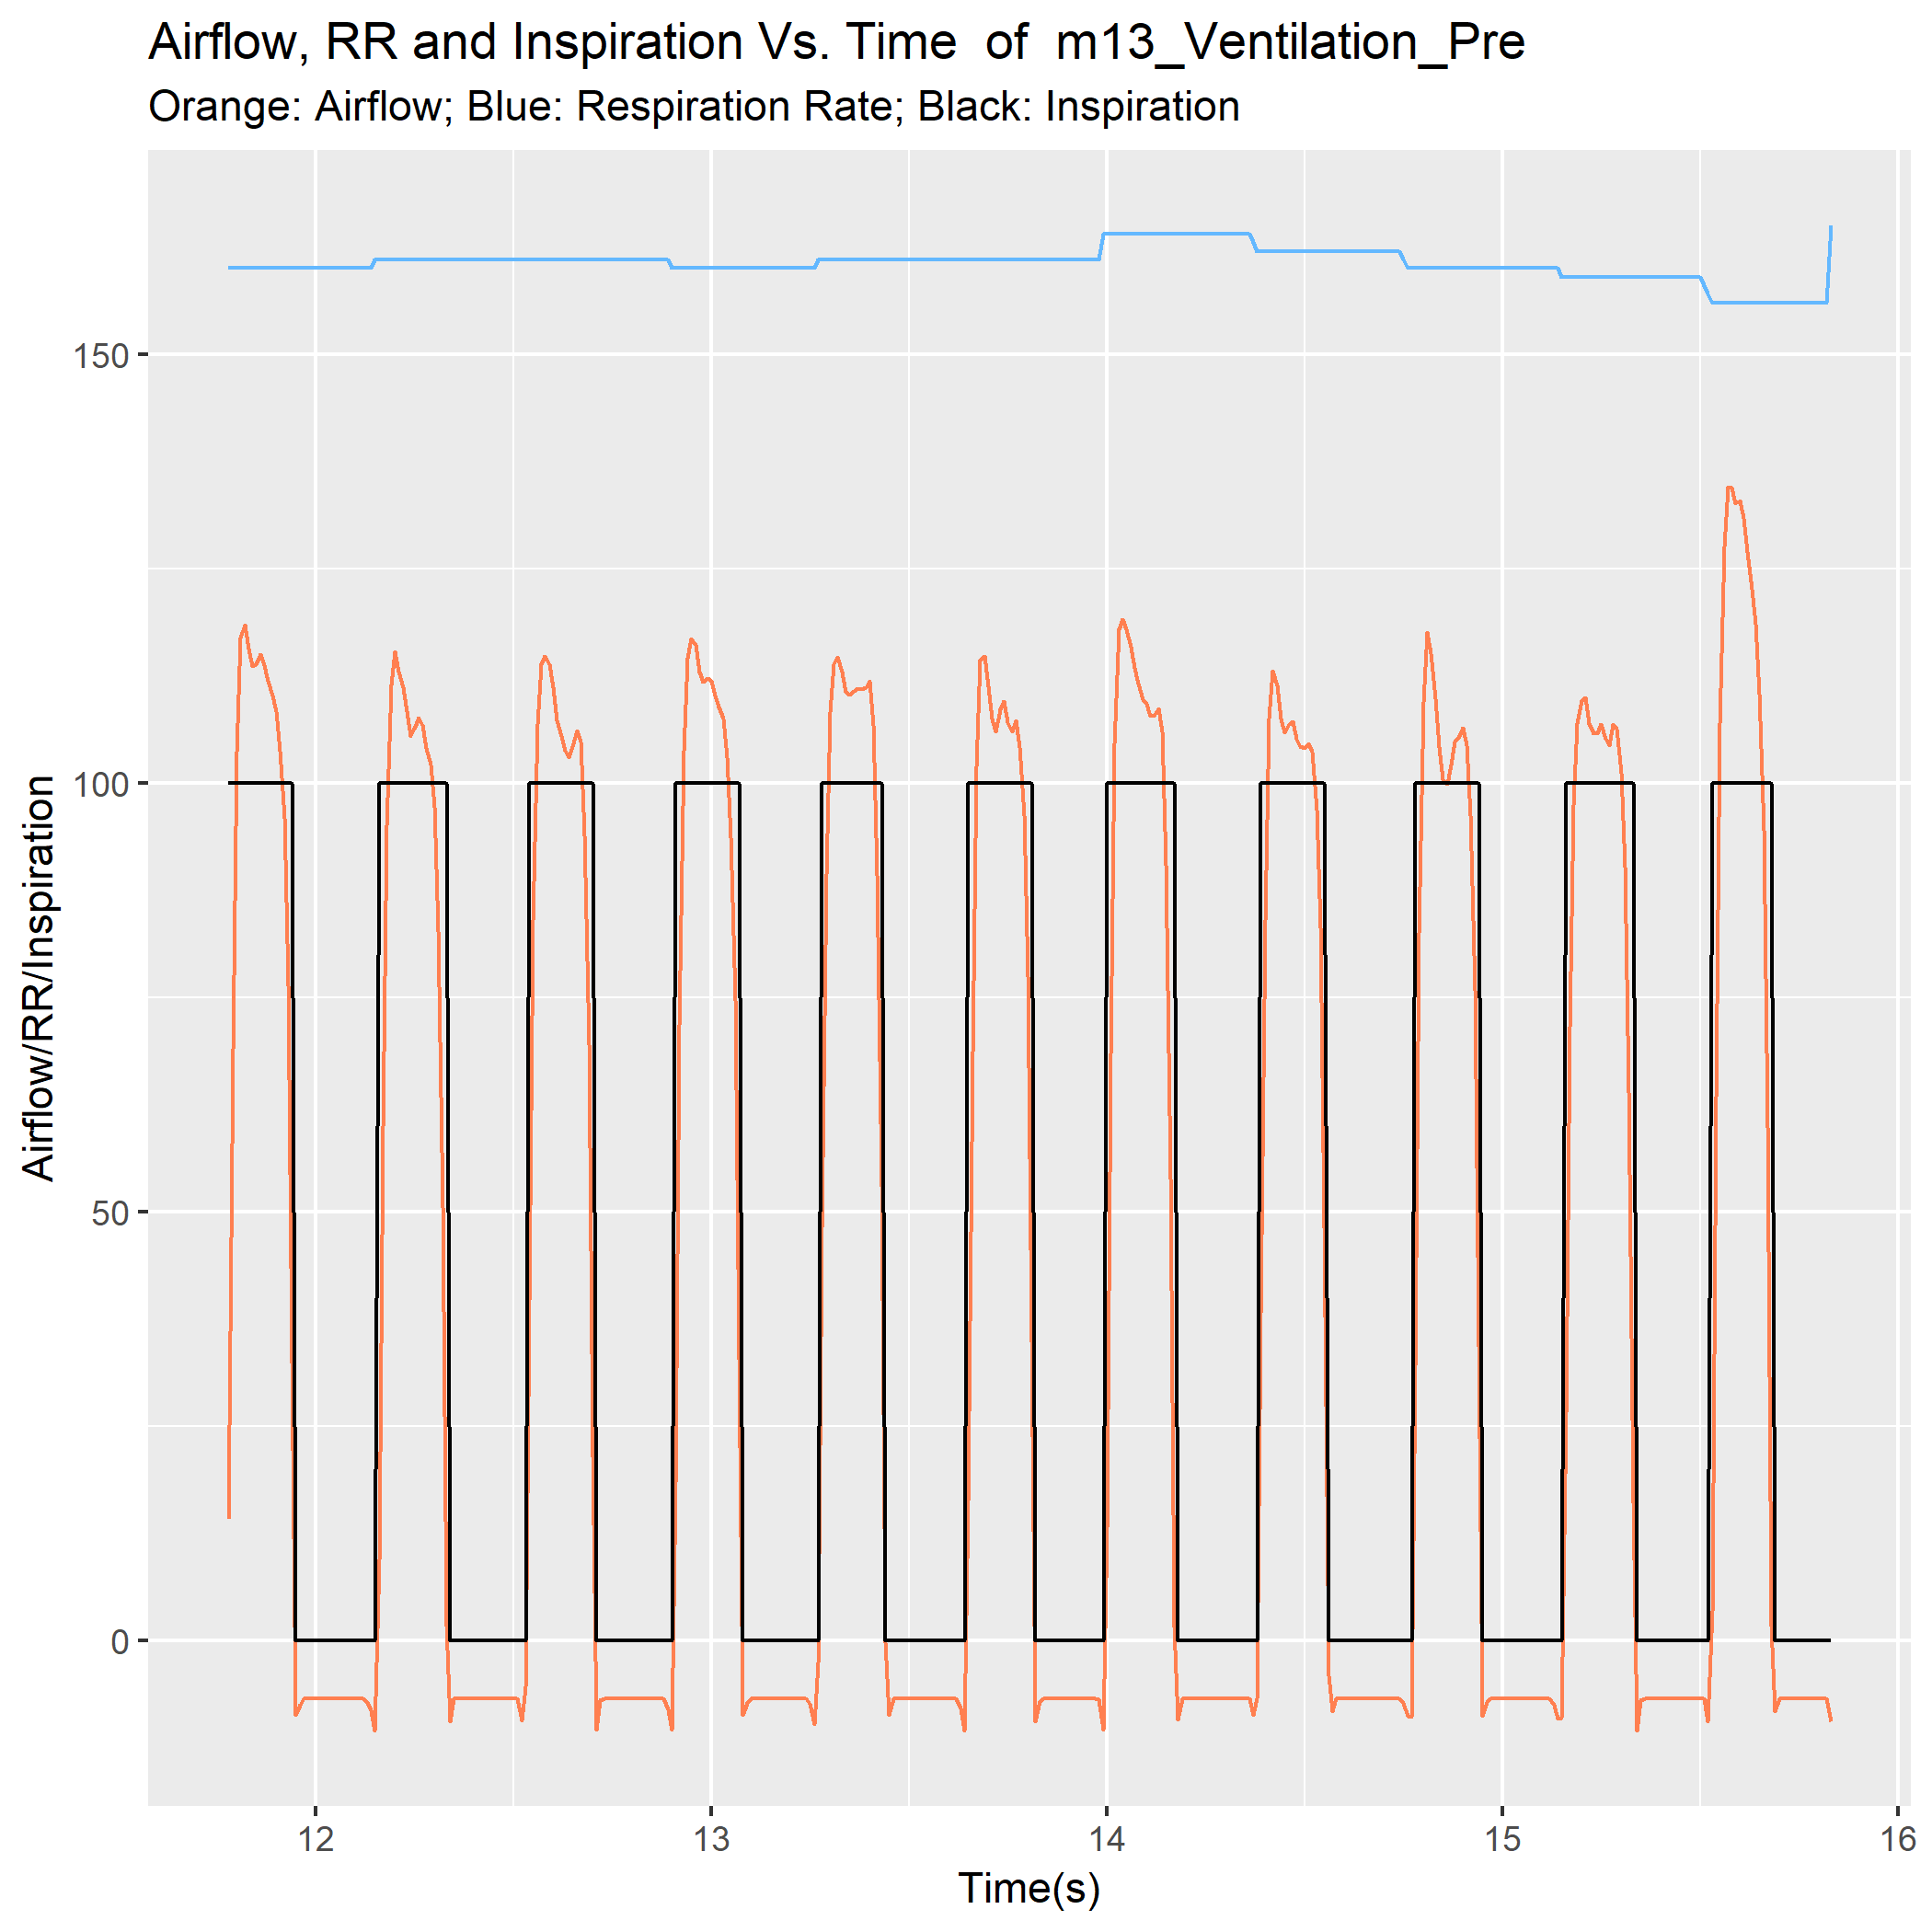 Airflow, RR and Inspiration Vs. Time  of  m13_Ventilation_Pre
Orange: Airflow; Blue: Respiration Rate; Black: Inspiration
150
100
50
0
Airflow/RR/Inspiration
12 13 14 15 16
Time(s)